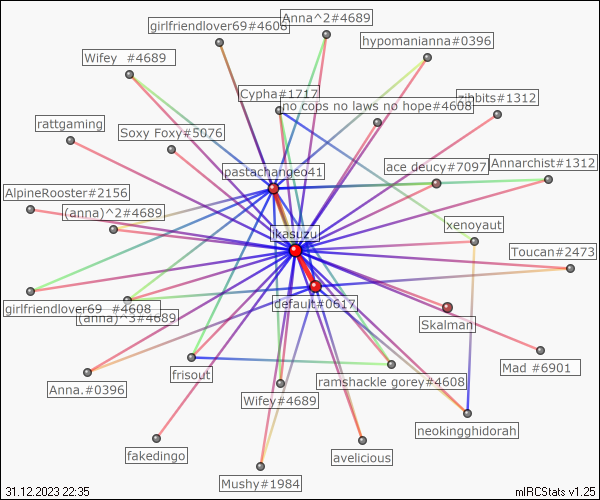 girlfriendlover69#4608
Anna^2#4689
hypomanianna#0396
Wifey #4689
Cypha#1717
zibbits#1312
no cops no laws no hope#4608
rattgaming
Soxy Foxy#5076
pastachangeo41
ace deucy#7097
Annarchist#1312
AlpineRooster#2156
(anna)^2#4689
ikasuzu
xenoyaut
Toucan#2473
girlfriendlover69 #4608
default#0617
(anna)^3#4689
Skalman
Mad #6901
Anna.#0396
frisout
ramshackle gorey#4608
Wifey#4689
neokingghidorah
fakedingo
avelicious
Mushy#1984
31.12.2023 22:35
mIRCStats v1.25